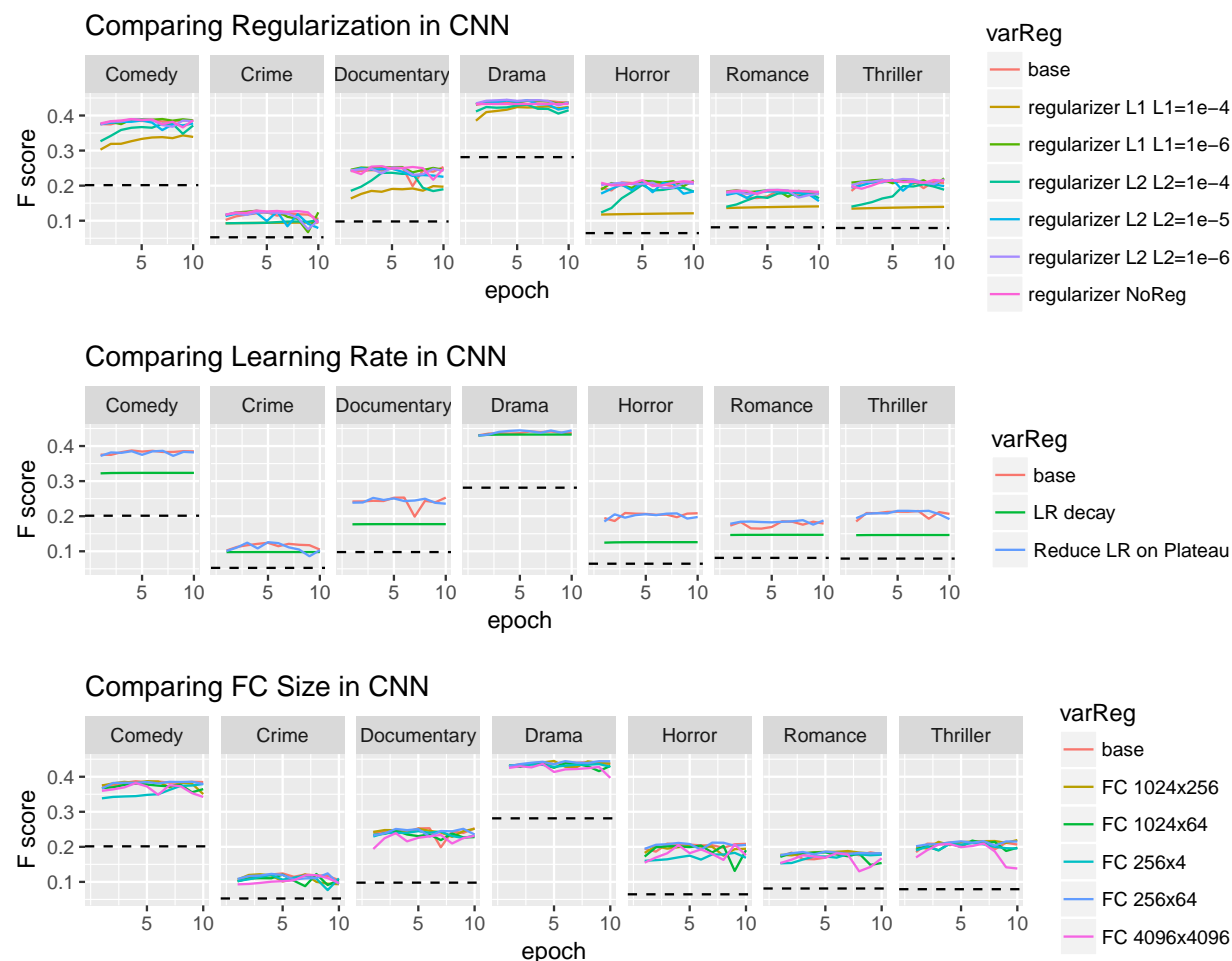 Comparing Regularization in CNN
Comedy Crime Documentary Drama Horror Romance Thriller
0.4
0.3
0.2
0.1
F score
5 10 5 10 5 10 5 10 5 10 5 10 5 10
epoch
varReg
base
regularizer L1 L1=1e−4
regularizer L1 L1=1e−6
regularizer L2 L2=1e−4
regularizer L2 L2=1e−5
regularizer L2 L2=1e−6
regularizer NoReg
Comparing Learning Rate in CNN
Comedy Crime Documentary Drama Horror Romance Thriller
0.4
0.3
0.2
0.1
F score
5 10 5 10 5 10 5 10 5 10 5 10 5 10
epoch
varReg
base
LR decay
Reduce LR on Plateau
Comparing FC Size in CNN
Comedy Crime Documentary Drama Horror Romance Thriller
0.4
0.3
0.2
0.1
F score
5 10 5 10 5 10 5 10 5 10 5 10 5 10
epoch
varReg
base
FC 1024x256
FC 1024x64
FC 256x4
FC 256x64
FC 4096x4096